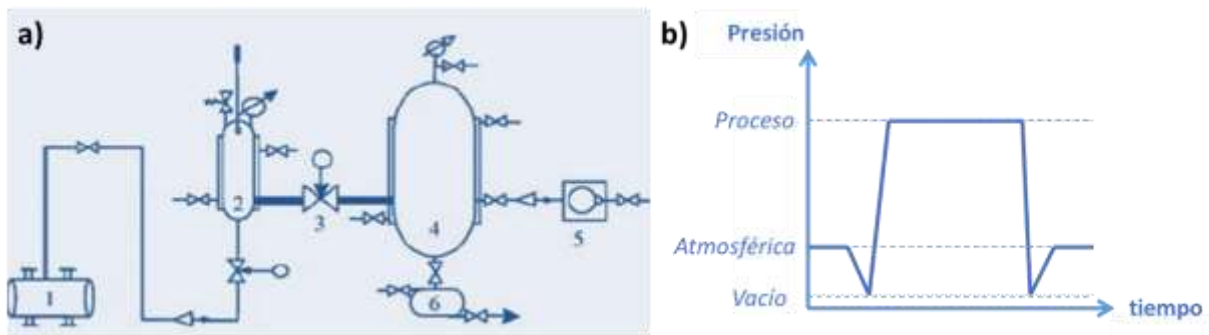 a)
1
2
3
4
5
6
b)
Presión
Proceso
Atmosférica
Vacío
tiempo